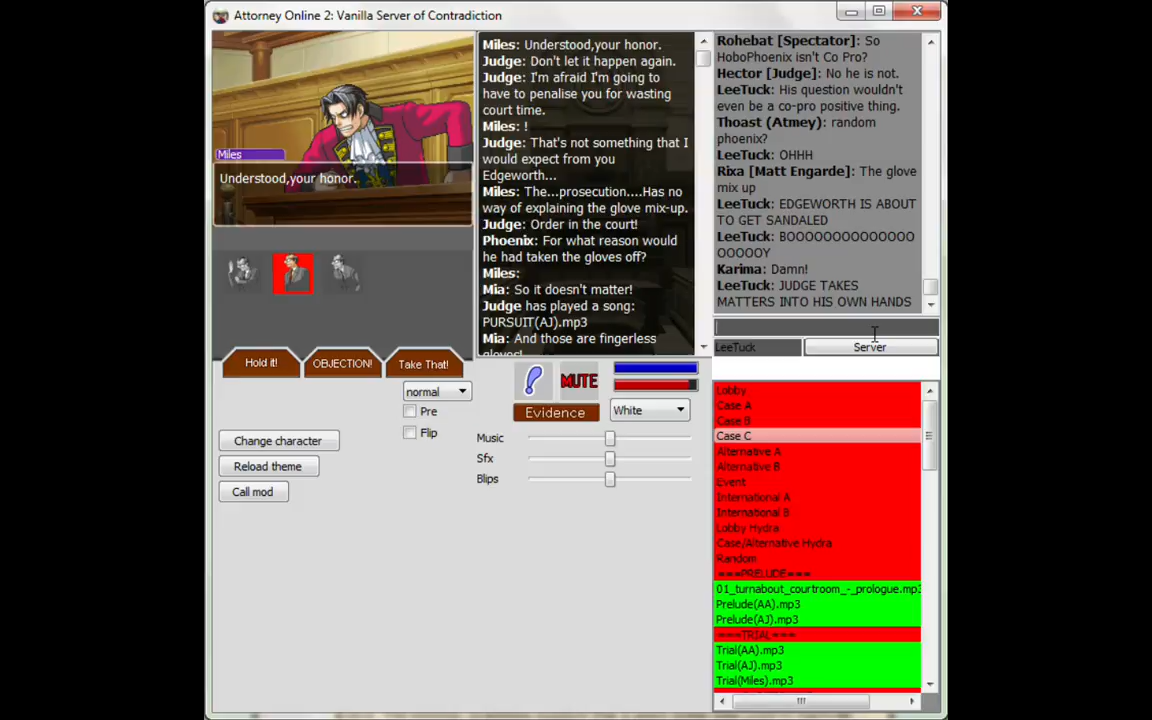 Attorney Online 2: Vanilla Server of Contradiction
Miles
Understood,your honor.
Miles: Understood,your honor.
Judge: Don't let it happen again.
Judge: I'm afraid I'm going to
have to penalise you for wasting
court time.
Miles: !
Judge: That's not something that I
would expect from you
Edgeworth...
Miles: The...prosecution....Has no
way of explaining the glove mix-up.
Judge: Order in the court!
Phoenix: For what reason would
he had taken the gloves off?
Miles:
Mia: So it doesn't matter!
Judge has played a song:
PURSUIT(AJ).mp3
Mia: And those are fingerless
gloves!
Rohebat [Spectator]: So
HoboPhoenix isn't Co Pro?
Hector [Judge]: No he is not.
LeeTuck: His question wouldn't
even be a co-pro positive thing.
Thoast (Atmey): random
phoenix?
LeeTuck: OHHH
Rixa [Matt Engarde]: The glove
mix up
LeeTuck: EDGEWORTH IS ABOUT
TO GET SANDALED
LeeTuck: BOOOOOOOOOOOOOO
OOOOOY
Karima: Damn!
LeeTuck: JUDGE TAKES
MATTERS INTO HIS OWN HANDS
LeeTuck
Server
Hold it!
OBJECTION!
Take That!
normal
Pre
Flip
MUTE
Evidence
White
Change character
Reload theme
Call mod
Music
Sfx
Blips
Lobby
Case A
Case B
Case C
Alternative A
Alternative B
Event
International A
International B
Lobby Hydra
Case/Alternative Hydra
Random
===PRELUDE===
01_turnabout_courtroom_-_prologue.mp3
Prelude(AA).mp3
Prelude(AJ).mp3
===TRIAL===
Trial(AA).mp3
Trial(AJ).mp3
Trial(Miles).mp3